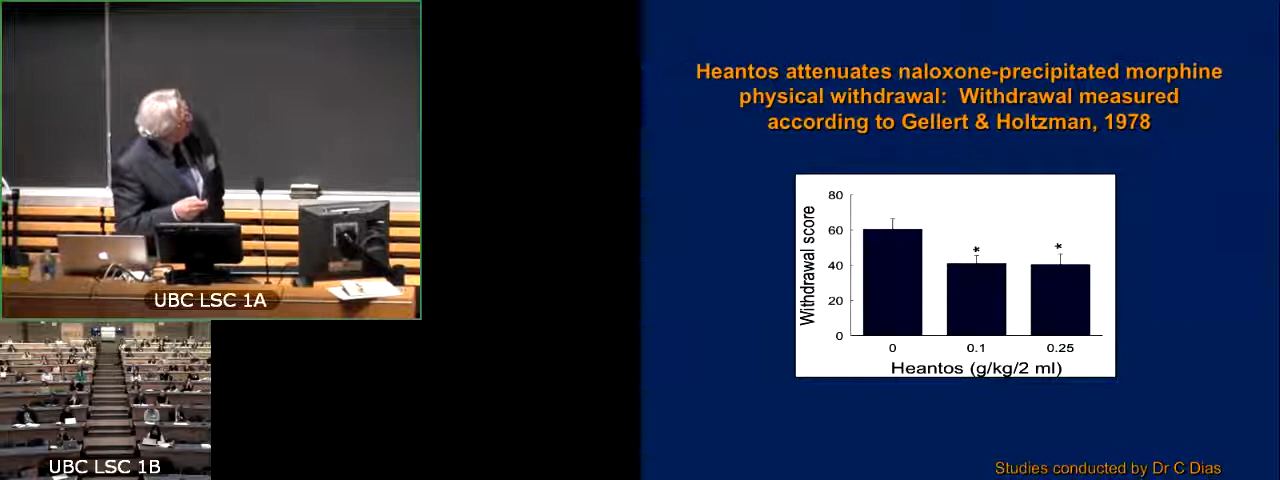 UBC LSC 1A
UBC LSC 1B
Heantos attenuates naloxone-precipitated morphine
physical withdrawal:  Withdrawal measured
according to Gellert & Holtzman, 1978
Withdrawal score
80
60
40
20
0
*
*
0 0.1 0.25
Heantos (g/kg/2 ml)
Studies conducted by Dr C Dias